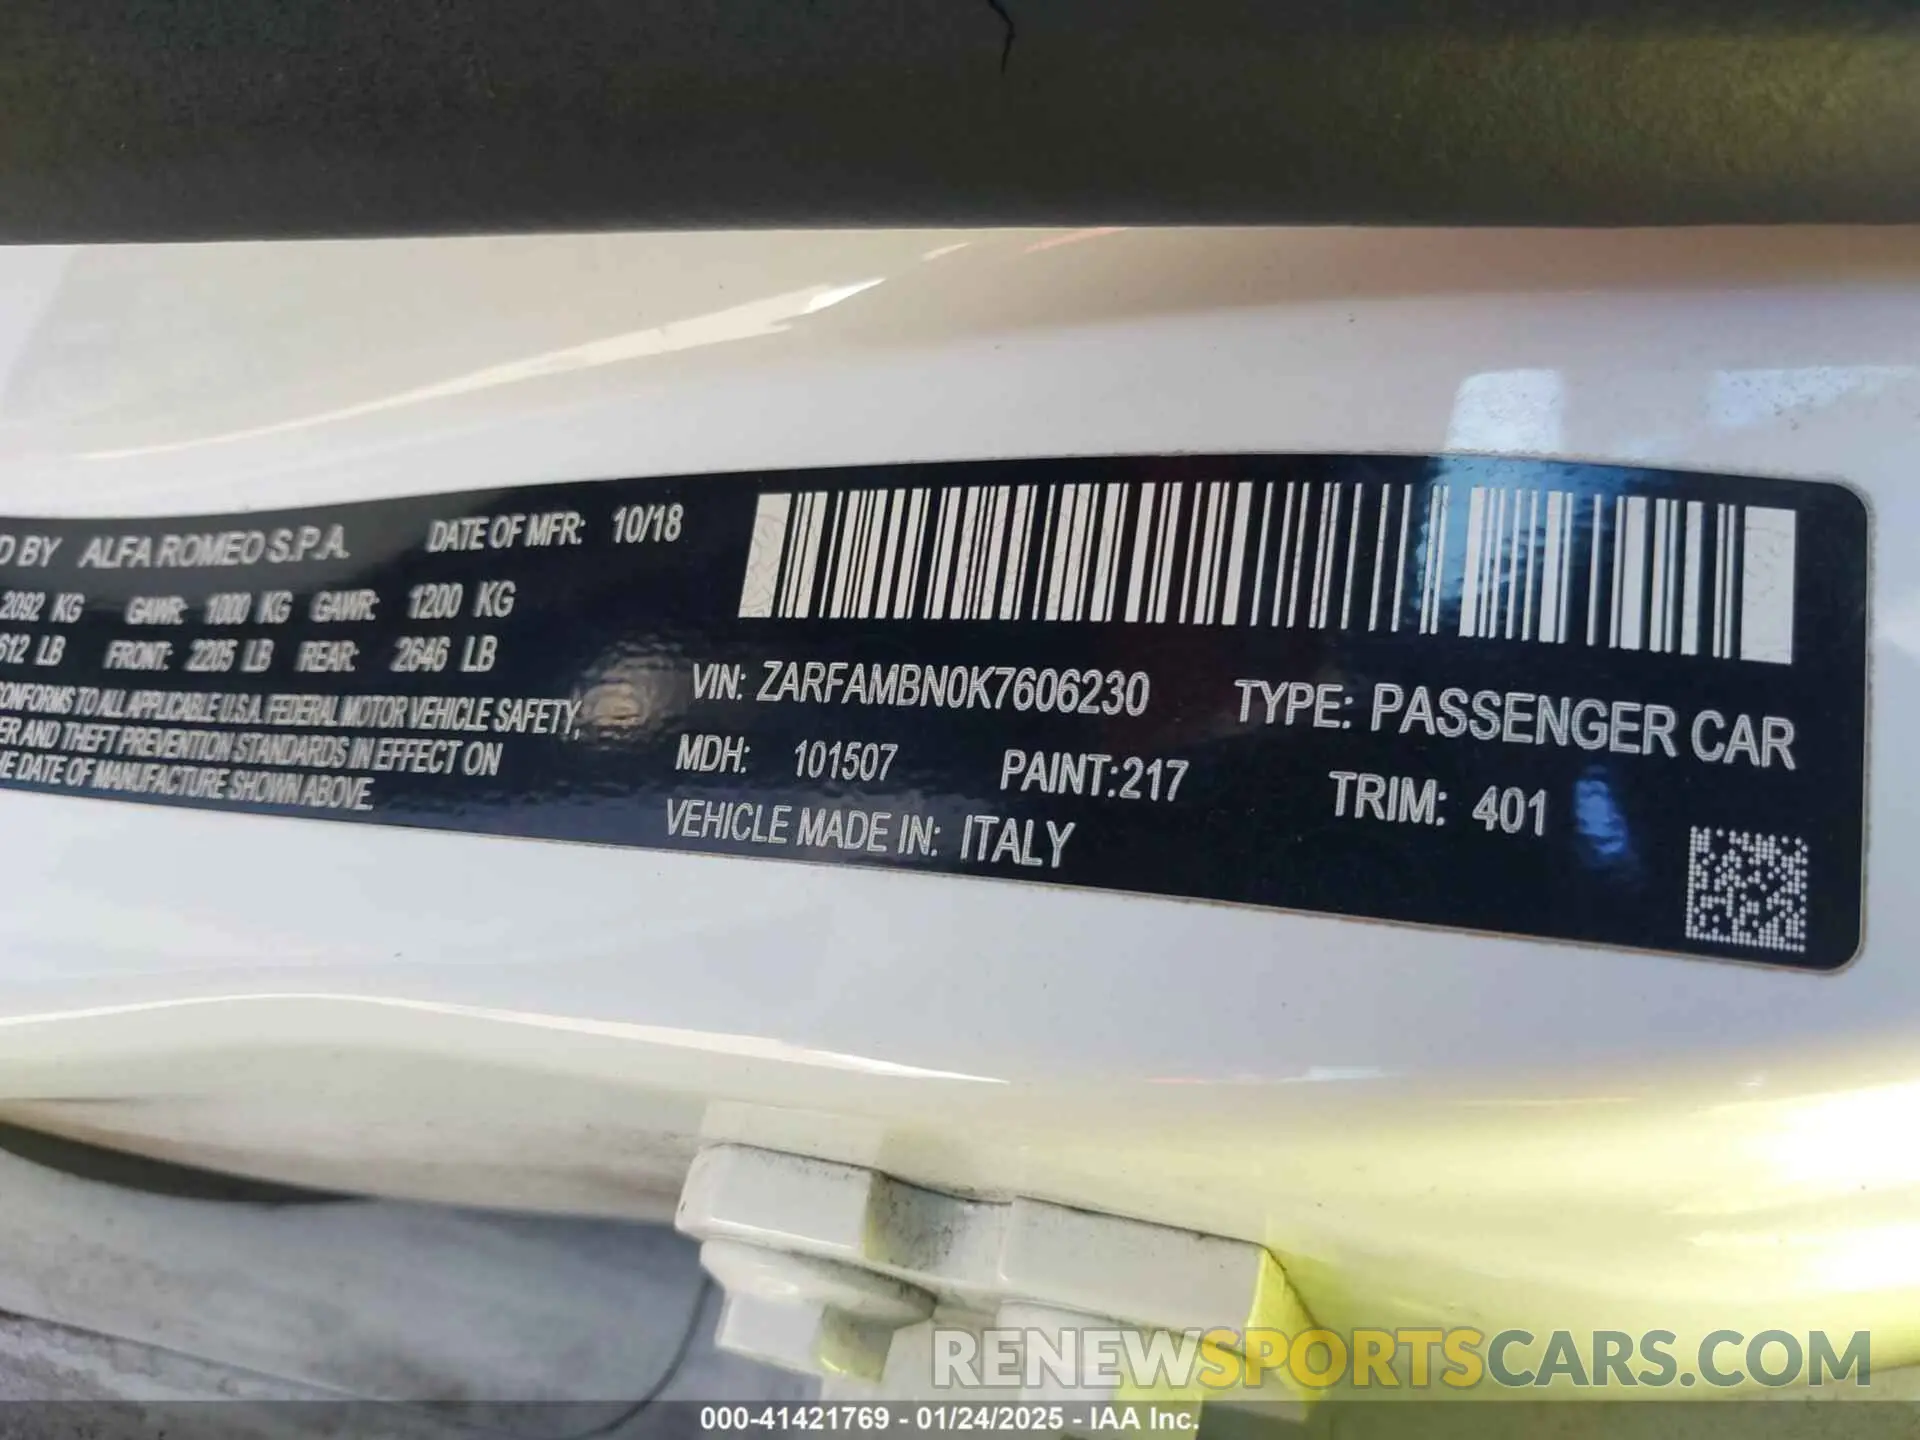 D BY ALFA ROMEO S.P.A. DATE OF MFR: 10/18
2092 KG GAWR: 1000 KG GAWR: 1200 KG
612 LB FRONT: 2205 LB REAR: 2646 LB
CONFORMS TO ALL APPLICABLE U.S.A. FEDERAL MOTOR VEHICLE SAFETY,
ER AND THEFT PREVENTION STANDARDS IN EFFECT ON
HE DATE OF MANUFACTURE SHOWN ABOVE.
VIN: ZARFAMBN0K7606230 TYPE: PASSENGER CAR
MDH: 101507 PAINT:217 TRIM: 401
VEHICLE MADE IN: ITALY
RENEWSPORTSCARS.COM
000-41421769 - 01/24/2025 - IAA Inc.